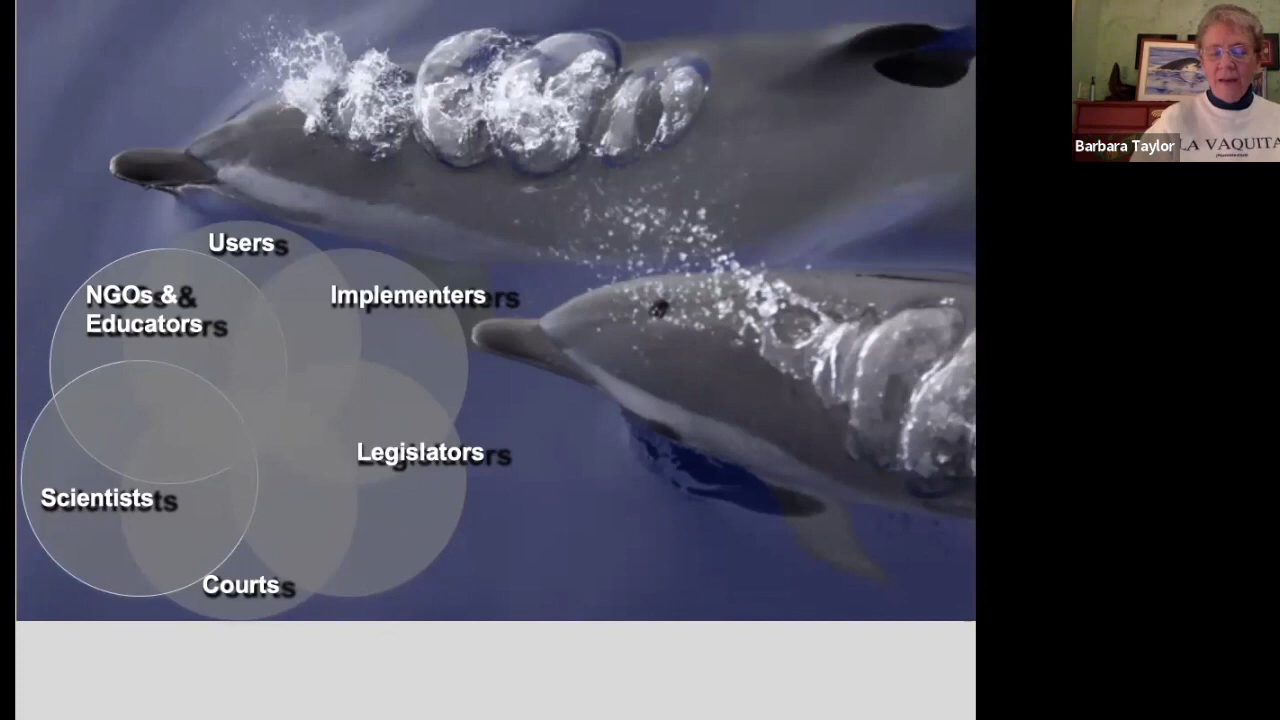 Users
NGOs &
Educators
Implementers
Legislators
Scientists
Courts
Barbara Taylor
LA VAQUITA